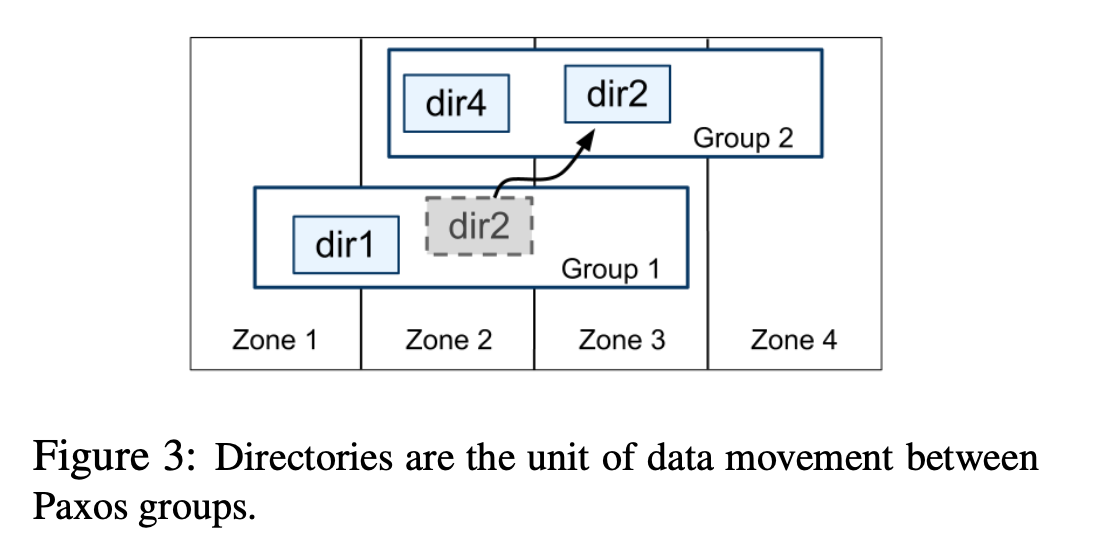 dir4
dir2
Group 2
dir2
dir1
Group 1
Zone 1
Zone 2
Zone 3
Zone 4
Figure 3: Directories are the unit of data movement between
Paxos groups.